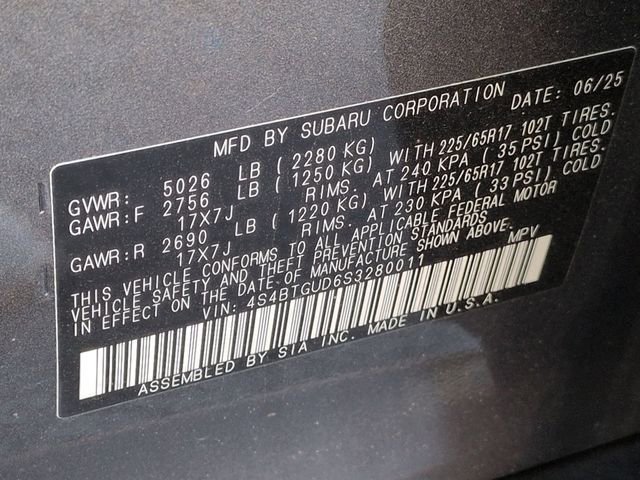 MFD BY SUBARU CORPORATION DATE: 06/25
GVWR: 5026 LB (2280 KG)
GAWR:F 2756 LB (1250 KG) WITH 225/65R17 102T TIRES.
17X7J RIMS. AT 240 KPA (35 PSI) COLD
GAWR:R 2690 LB (1220 KG) WITH 225/65R17 102T TIRES.
17X7J RIMS. AT 230 KPA (33 PSI) COLD
THIS VEHICLE CONFORMS TO ALL APPLICABLE FEDERAL MOTOR
VEHICLE SAFETY AND THEFT PREVENTION STANDARDS
IN EFFECT ON THE DATE OF MANUFACTURE SHOWN ABOVE.
VIN: 4S4BTGUD6S3280011 MPV
ASSEMBLED BY SIA INC. MADE IN U.S.A.